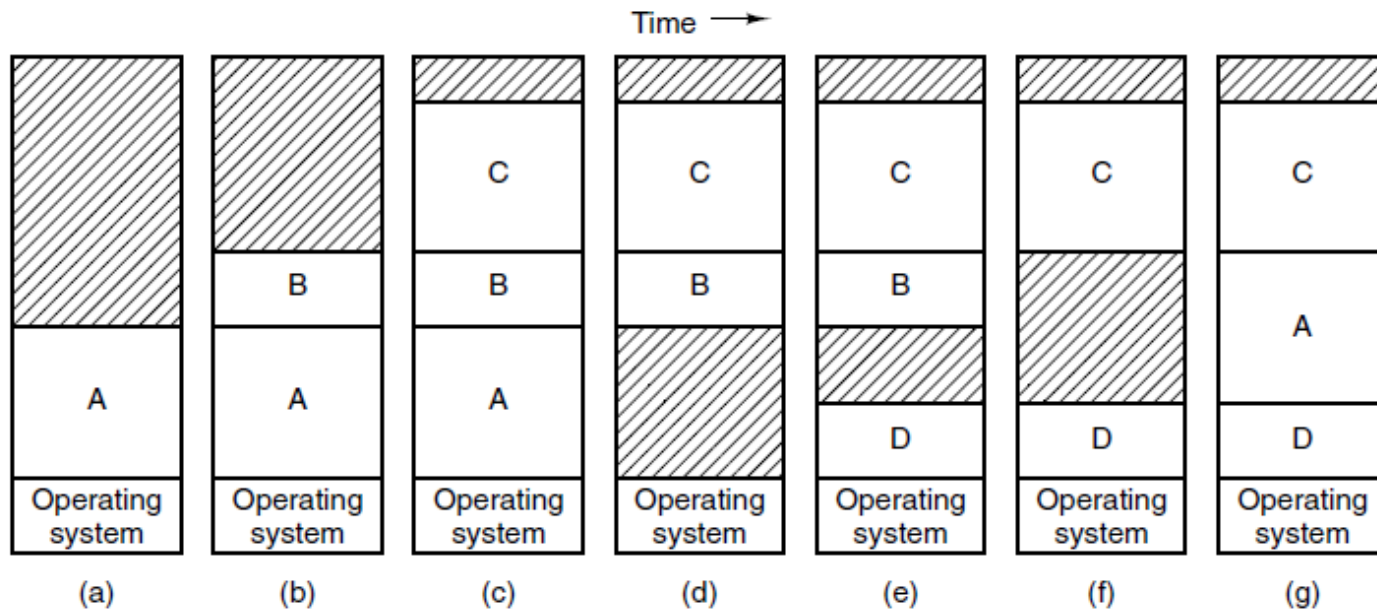 Time
C C C C C
B B B B
A
A A A
D D D
Operating Operating Operating Operating Operating Operating Operating
system system system system system system system
(a) (b) (c) (d) (e) (f) (g)